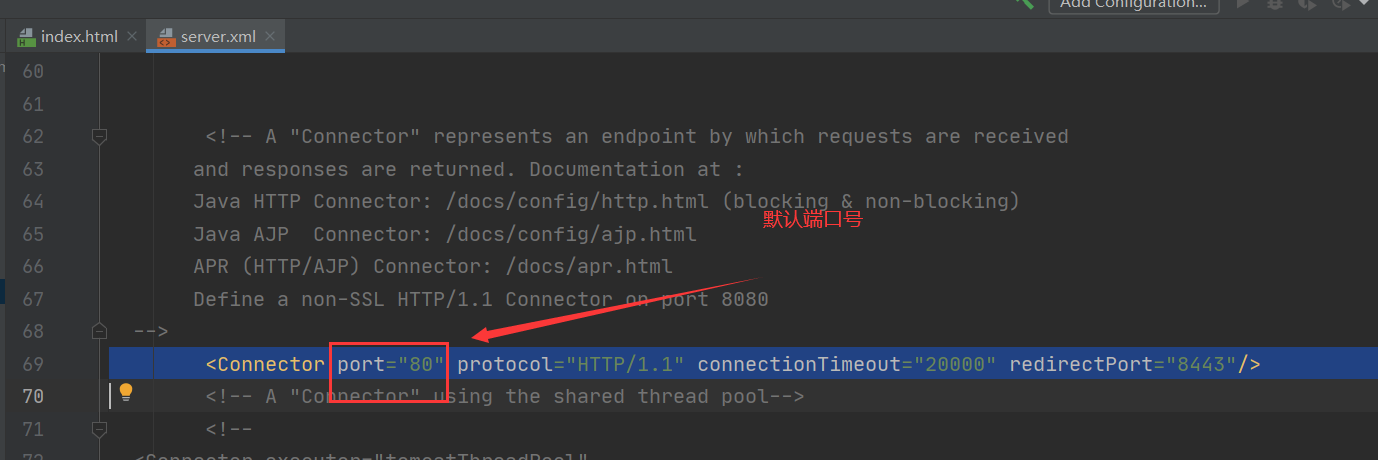 Add Configuration...
index.html
server.xml
60
61
62 <!-- A "Connector" represents an endpoint by which requests are received
63 and responses are returned. Documentation at :
64 Java HTTP Connector: /docs/config/http.html (blocking & non-blocking)
默认端口号
65 Java AJP  Connector: /docs/config/ajp.html
66 APR (HTTP/AJP) Connector: /docs/apr.html
67 Define a non-SSL HTTP/1.1 Connector on port 8080
68 -->
69 <Connector port="80" protocol="HTTP/1.1" connectionTimeout="20000" redirectPort="8443"/>
70 <!-- A "Connector" using the shared thread pool-->
71 <!--
72 <Connector executor="tomcatThreadPool"